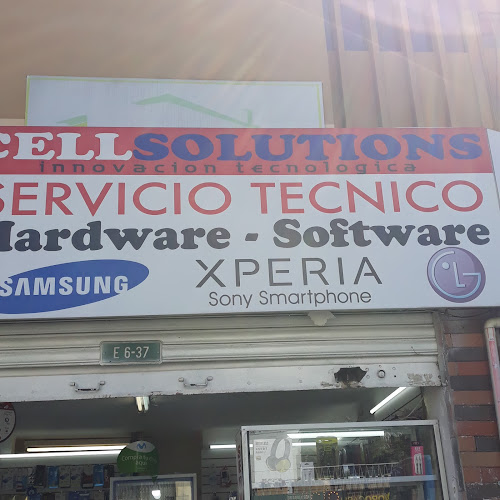 CELLSOLUTIONS
innovacion tecnologica
SERVICIO TECNICO
Hardware - Software
SAMSUNG
XPERIA
Sony Smartphone
LG
E 6-37